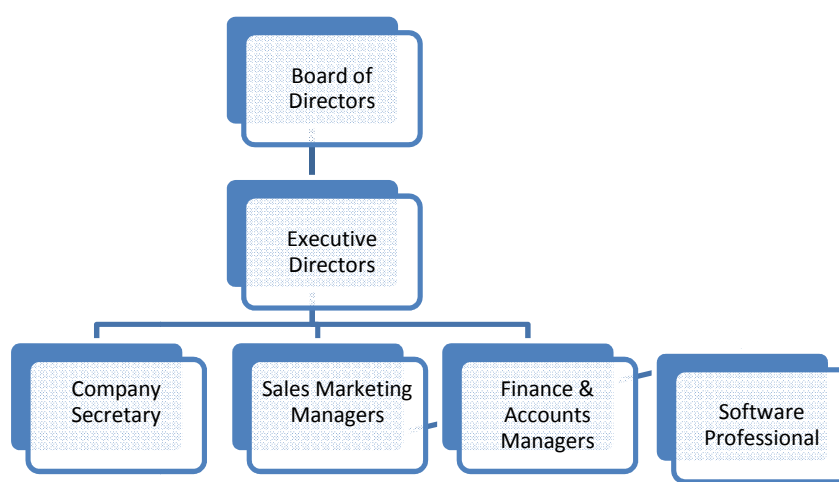 Board of
Directors
Executive
Directors
Company
Secretary
Sales Marketing
Managers
Finance &
Accounts
Managers
Software
Professional